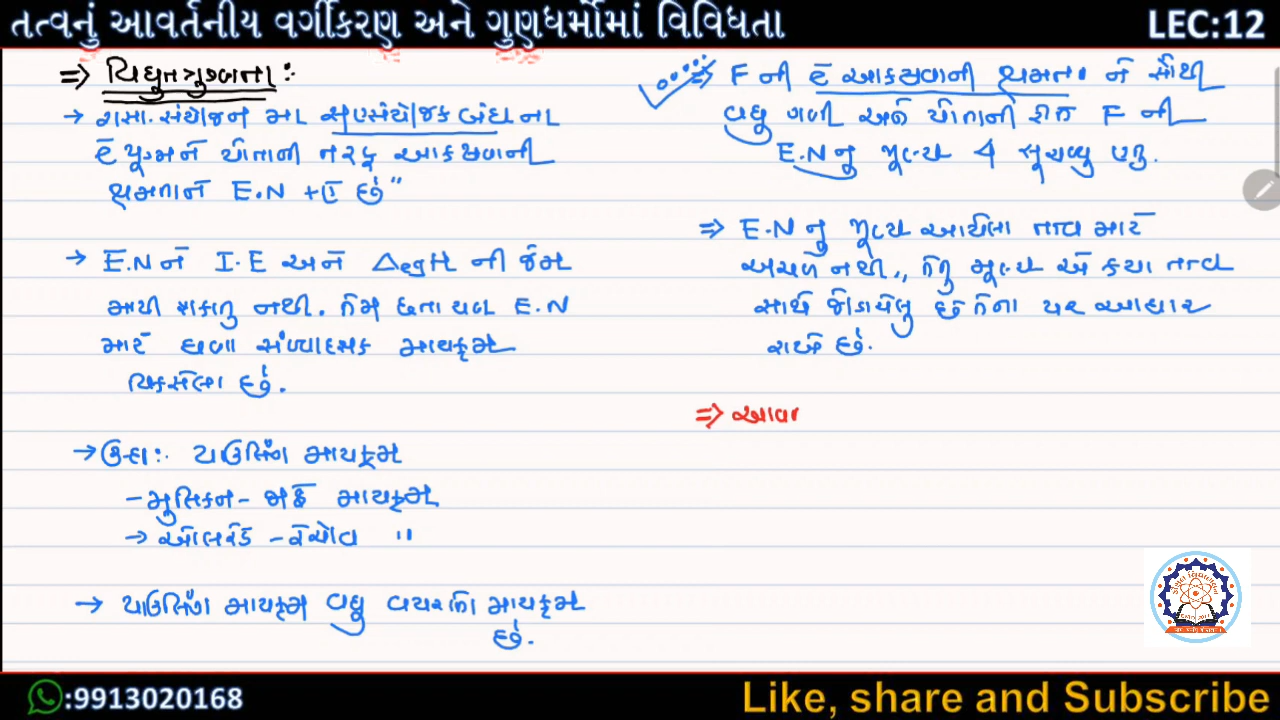 તત્વનું આવર્તનીય વર્ગીકરણ અને ગુણધર્મોમાં વિવિધતા
LEC:12
⇒ વિદ્યુતઋણતા :
→ રાસા. સંયોજન મા સહસંયોજક બંધ ના
e⁻ યુગ્મને પોતાની તરફ આકર્ષવાની
ક્ષમતાને E.N કહે છે"
→ E.N ને I.E અને ΔegH ની જેમ
માપી શકાતુ નથી. તેમ છતા પણ E.N
માટે ઘણા સંખ્યાત્મક માપક્રમ
વિકસેલા છે.
→ ઉદા:. પાઉલિંગ માપક્રમ
- મુલિકન - જાફે માપક્રમ
→ ઓલરેડ - રેચોવ "
→ પાઉલિંગ માપક્રમ વધુ વપરાતો માપક્રમ
છે.
⇒ F ની e⁻ આકર્ષવાની ક્ષમતા ને સૌથી
વધુ ગણી અને પોતાની રીતે F ની
E.N નુ મૂલ્ય 4 સૂચવ્યુ હતુ.
⇒ E.N નુ મૂલ્ય આપેલા તત્વ માટે
અચળ નથી., તેનુ મૂલ્ય એ કયા તત્વ
સાથે જોડાયેલુ છે તેના પર આધાર
રાખે છે.
⇒ આવ
:9913020168
Like, share and Subscribe